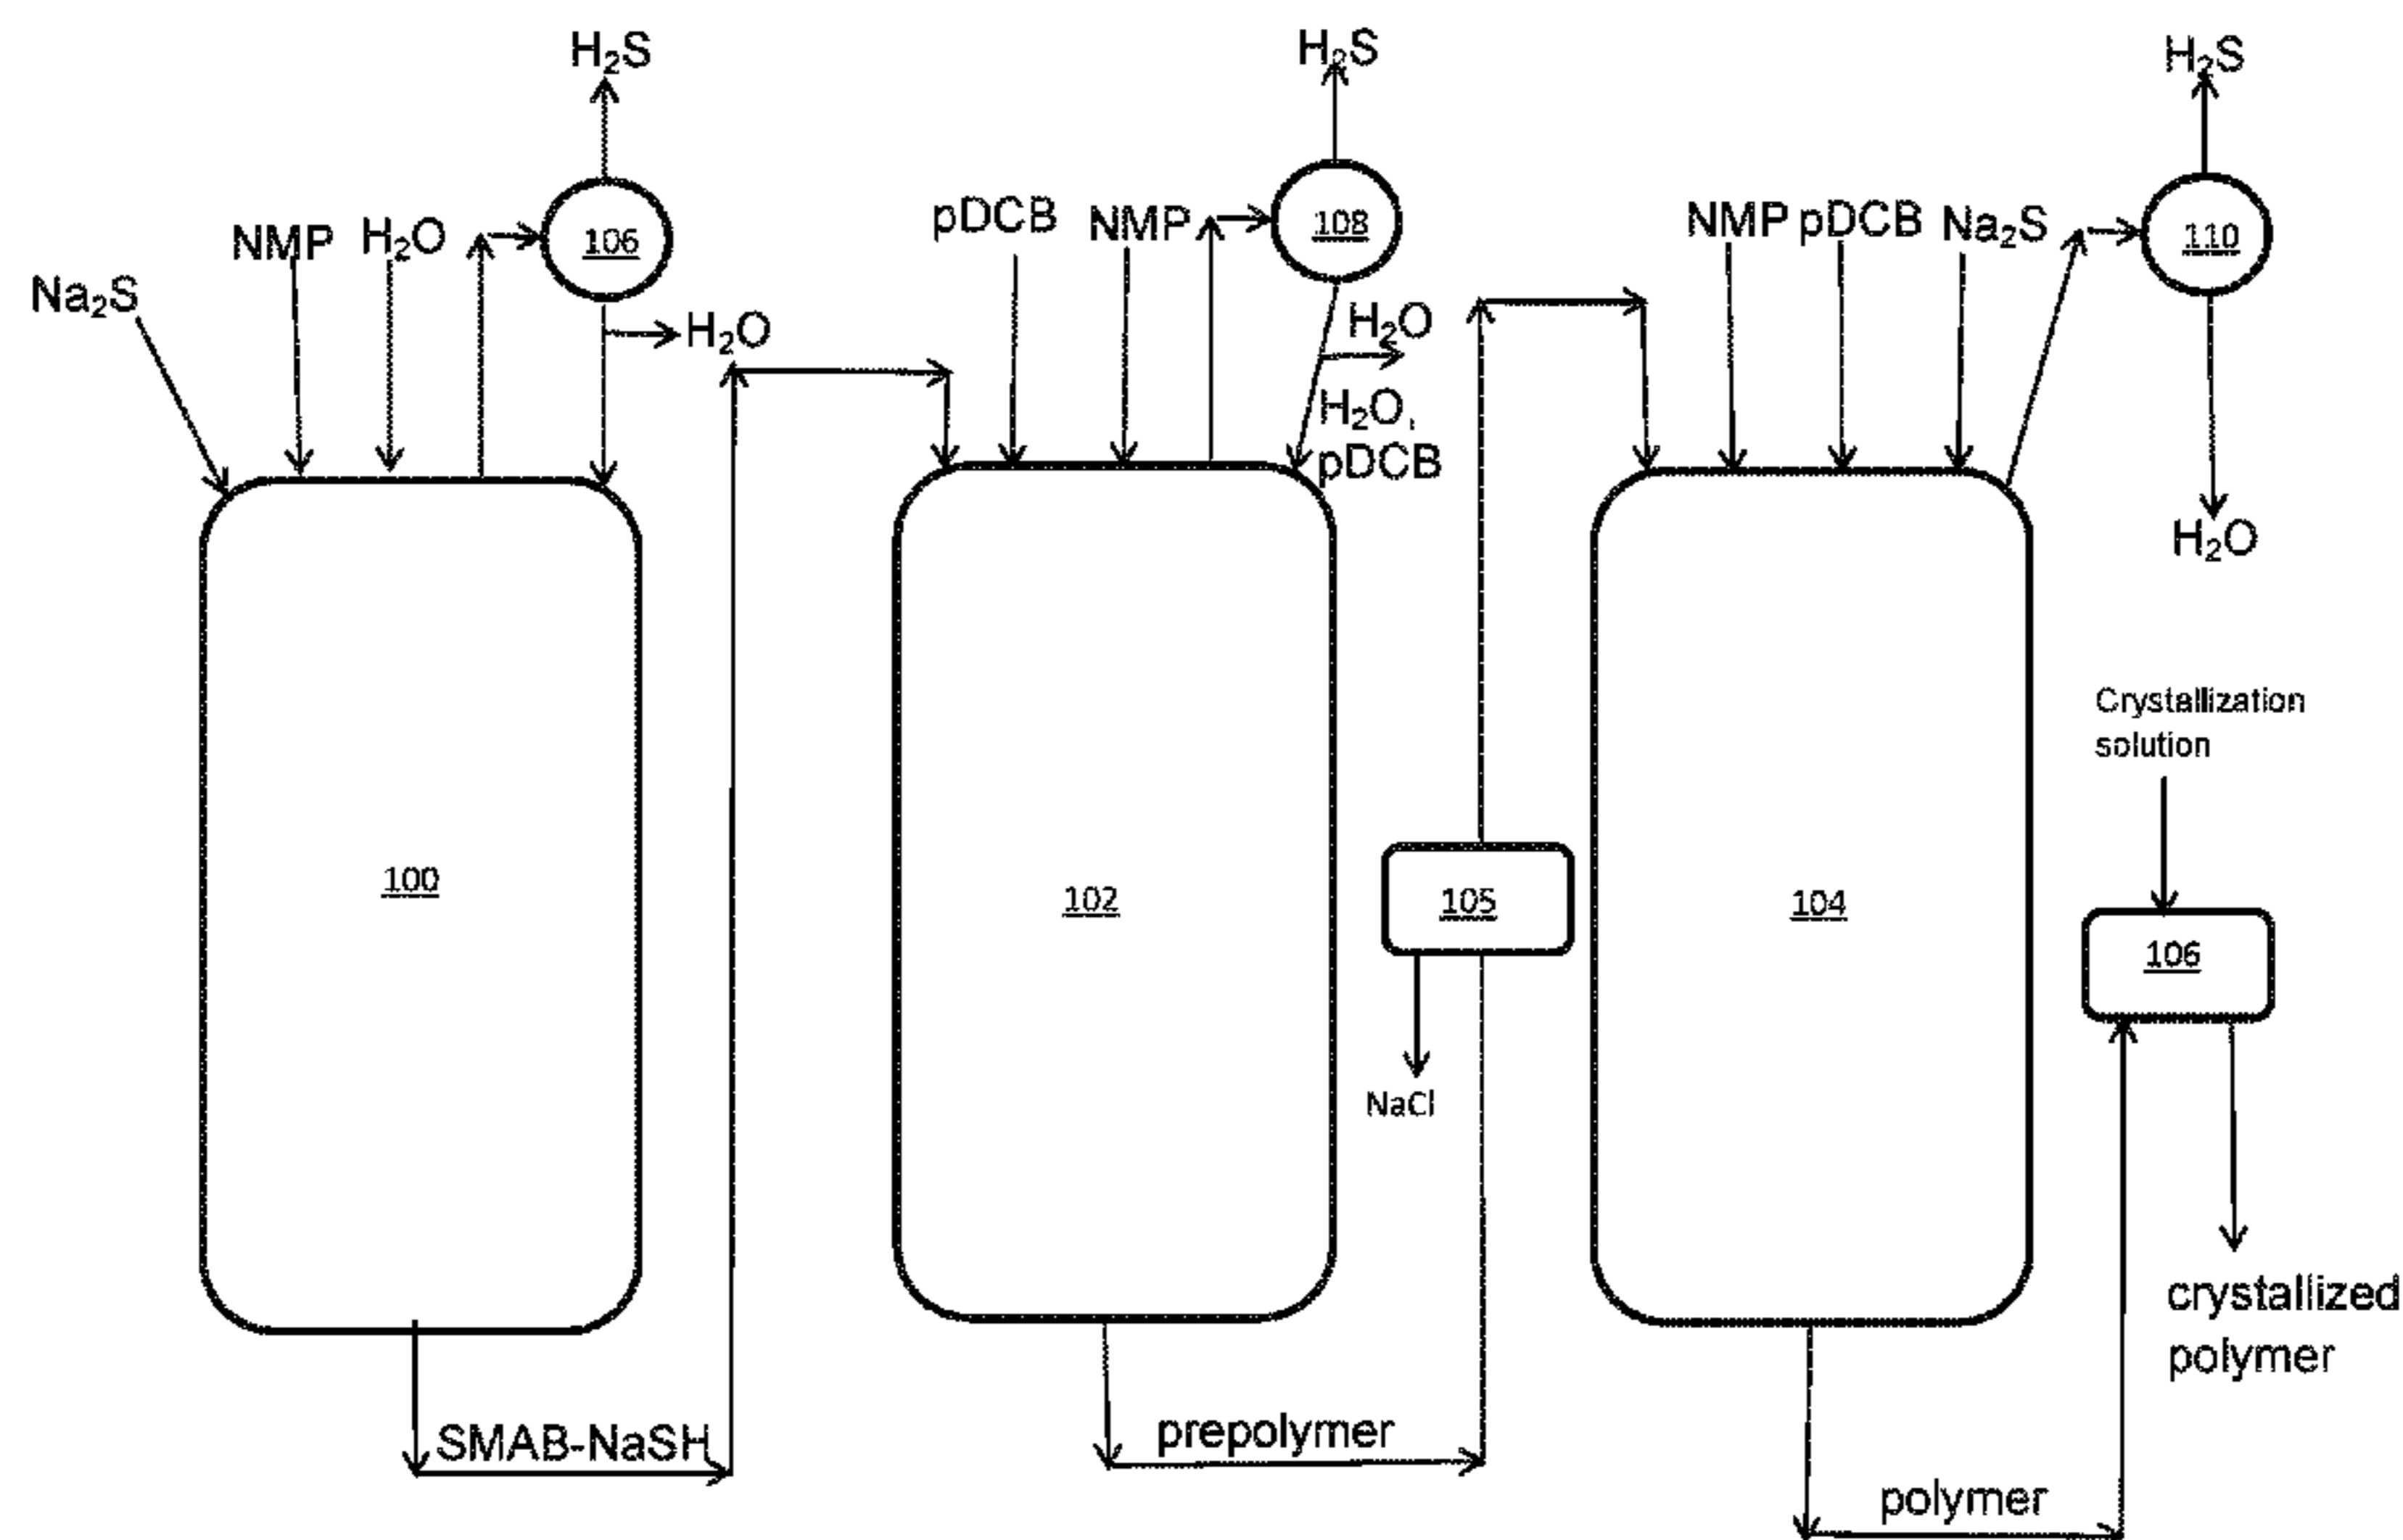 H₂S
H₂S
H₂S
Na₂S
NMP
H₂O
106
H₂O
pDCB
NMP
108
H₂O
H₂O,
pDCB
NMP
pDCB
Na₂S
110
H₂O
Crystallization
solution
100
102
105
104
106
NaCl
crystallized
polymer
SMAB-NaSH
prepolymer
polymer